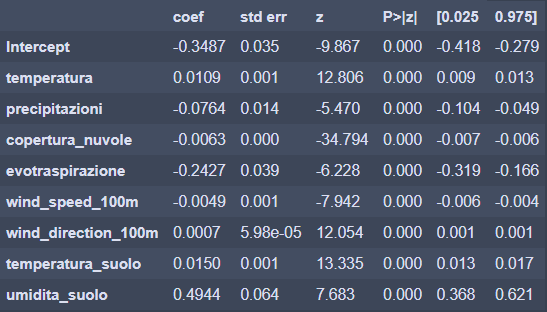 coef std err z P>|z| [0.025 0.975]
Intercept -0.3487 0.035 -9.867 0.000 -0.418 -0.279
temperatura 0.0109 0.001 12.806 0.000 0.009 0.013
precipitazioni -0.0764 0.014 -5.470 0.000 -0.104 -0.049
copertura_nuvole -0.0063 0.000 -34.794 0.000 -0.007 -0.006
evotraspirazione -0.2427 0.039 -6.228 0.000 -0.319 -0.166
wind_speed_100m -0.0049 0.001 -7.942 0.000 -0.006 -0.004
wind_direction_100m 0.0007 5.98e-05 12.054 0.000 0.001 0.001
temperatura_suolo 0.0150 0.001 13.335 0.000 0.013 0.017
umidita_suolo 0.4944 0.064 7.683 0.000 0.368 0.621